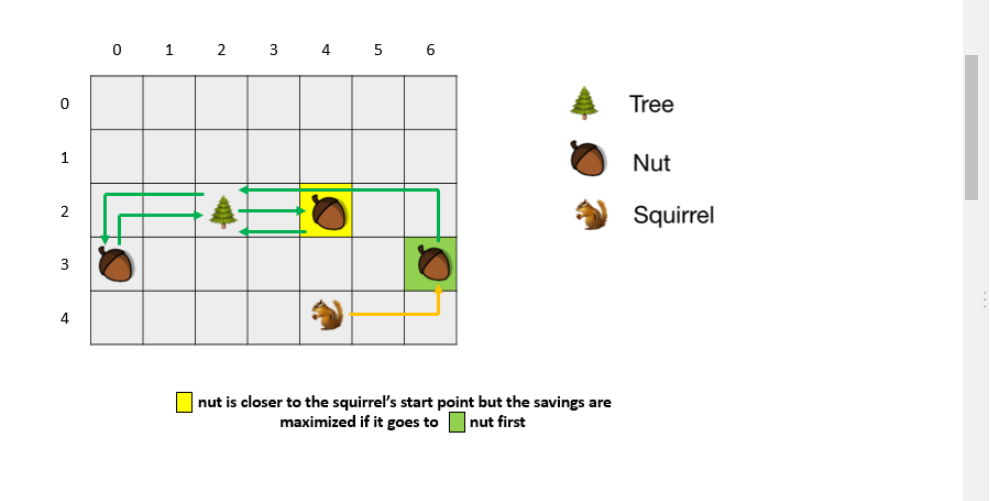 0 1 2 3 4 5 6
0
1
2
3
4
Tree
Nut
Squirrel
nut is closer to the squirrel's start point but the savings are
maximized if it goes to nut first